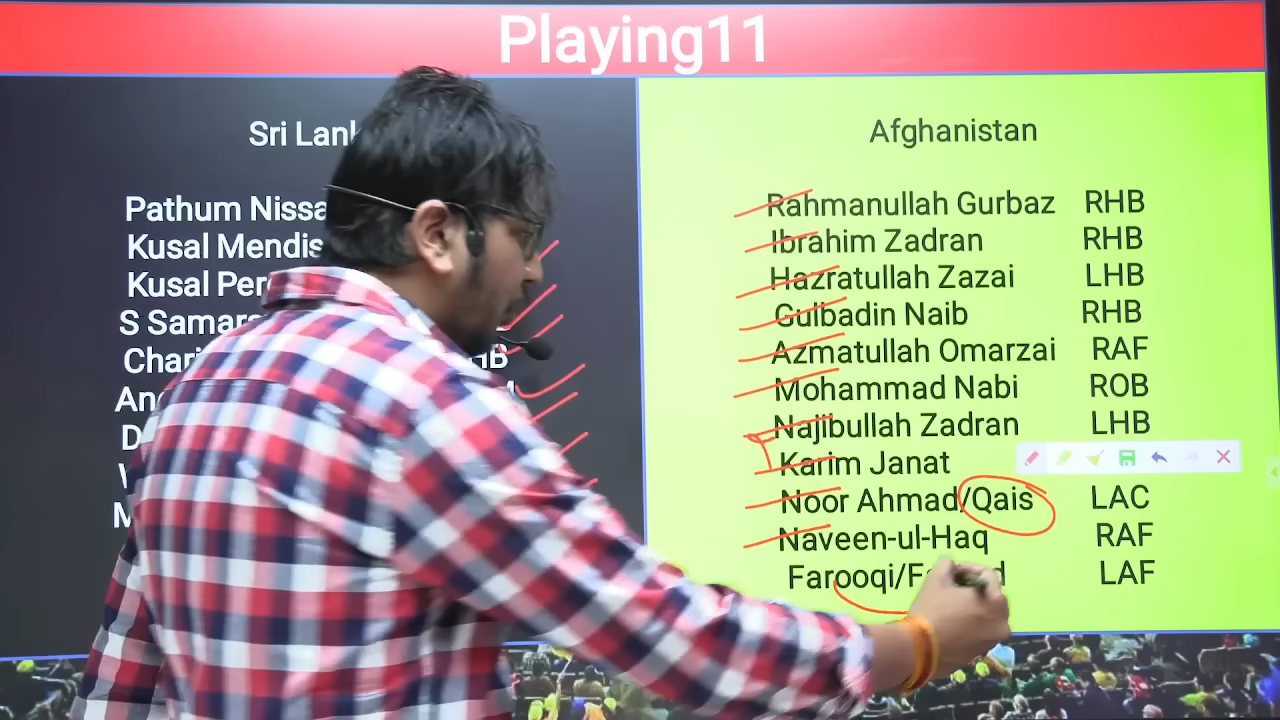 Playing11
Sri Lank
Pathum Nissa
Kusal Mendis
Kusal Per
S Samara
Chari HB
An
D
M
Afghanistan
Rahmanullah Gurbaz RHB
Ibrahim Zadran RHB
Hazratullah Zazai LHB
Gulbadin Naib RHB
Azmatullah Omarzai RAF
Mohammad Nabi ROB
Najibullah Zadran LHB
Karim Janat
Noor Ahmad/Qais LAC
Naveen-ul-Haq RAF
Farooqi/F d LAF